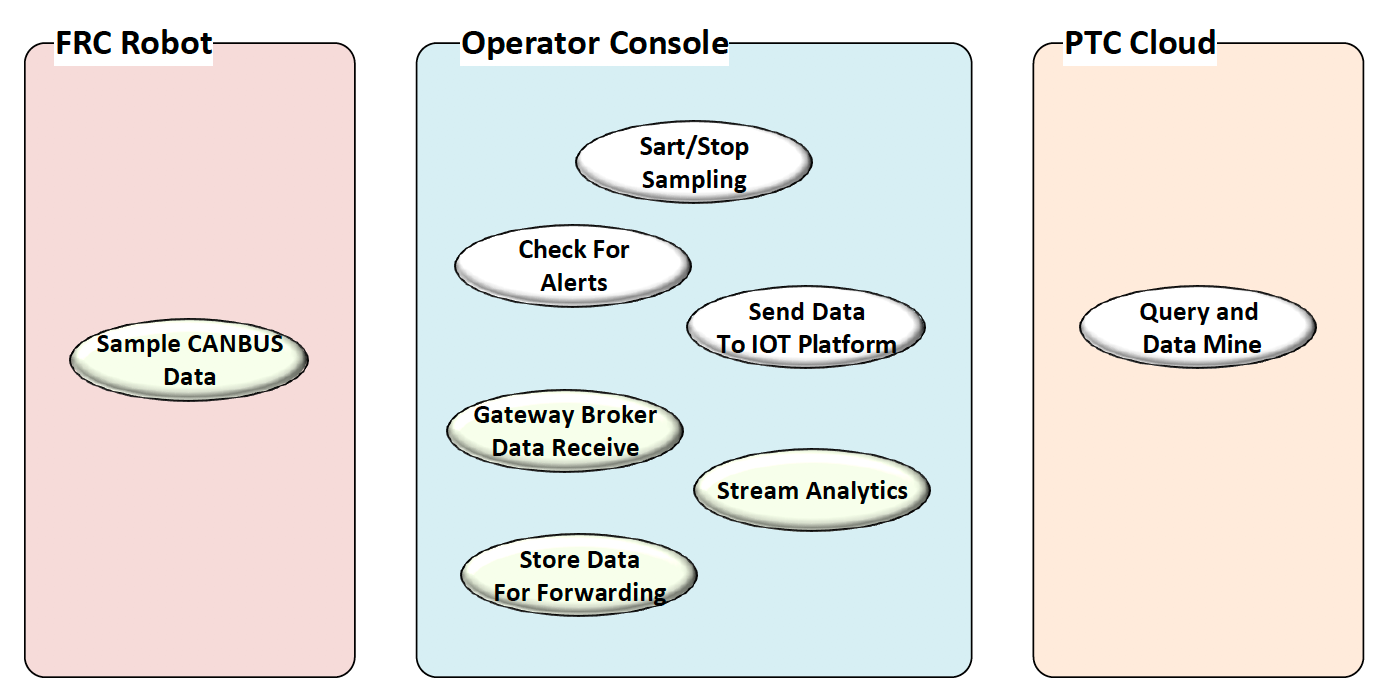 FRC Robot
Operator Console
PTC Cloud
Sart/Stop
Sampling
Check For
Alerts
Send Data
To IOT Platform
Query and
Data Mine
Sample CANBUS
Data
Gateway Broker
Data Receive
Stream Analytics
Store Data
For Forwarding